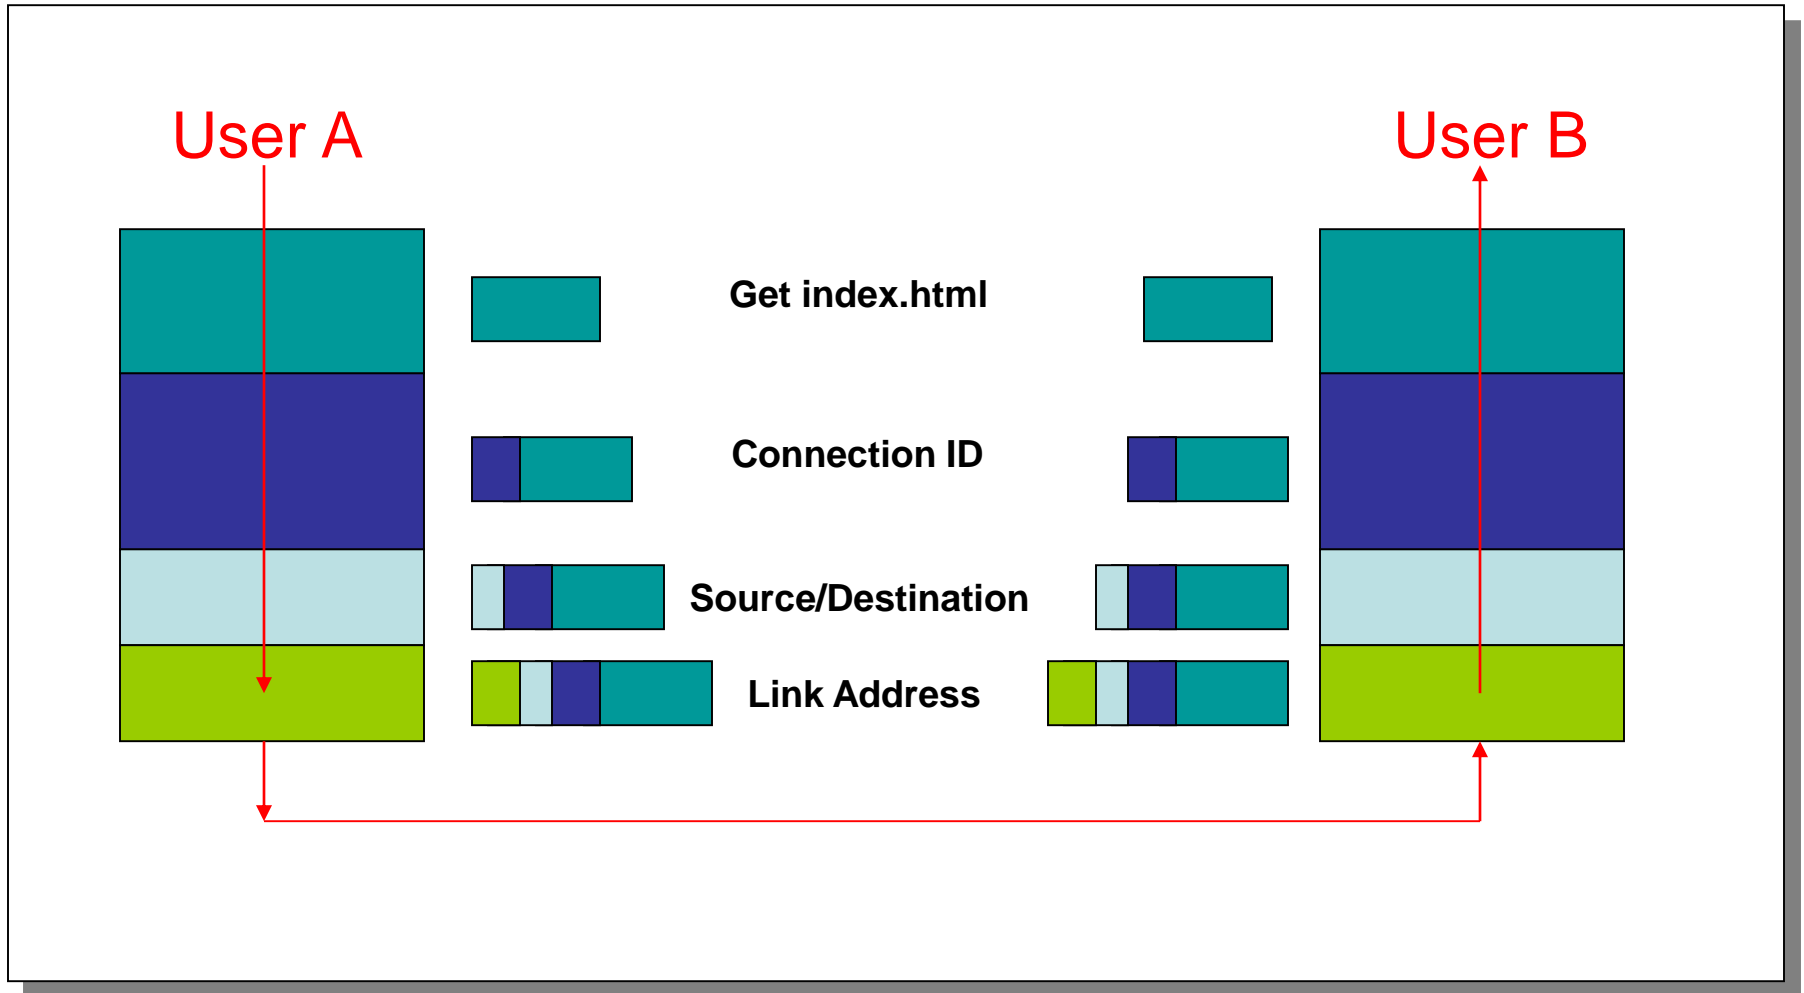 User A
User B
Get index.html
Connection ID
Source/Destination
Link Address